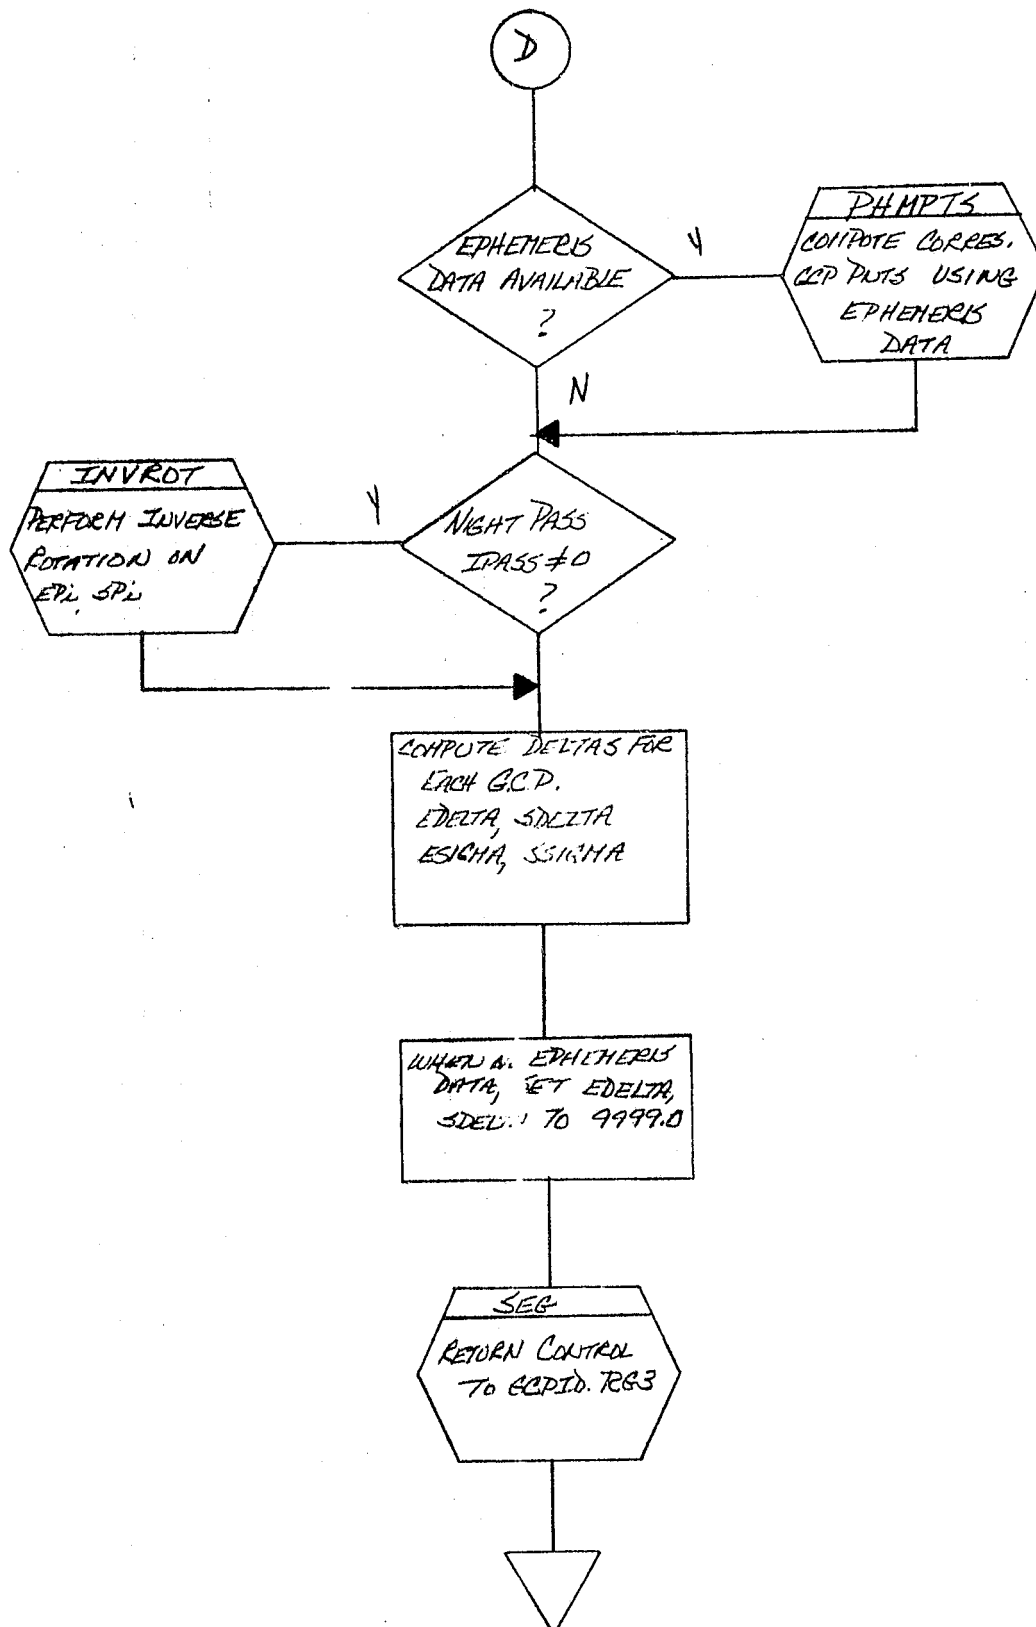 D
EPHEMERIS
DATA AVAILABLE
?
Y
PHMPTS
COMPUTE CORRES.
GCP PNTS USING
EPHEMERIS
DATA
N
INVROT
PERFORM INVERSE
ROTATION ON
EPi, SPi
Y
NIGHT PASS
IPASS ≠ 0
?
COMPUTE DELTAS FOR
EACH G.C.P.
EDELTA, SDELTA
ESIGMA, SSIGMA
WHEN EPHEMERIS
DATA, SET EDELTA,
TO 9999.0
SEG
RETURN CONTROL
TO GCPID.